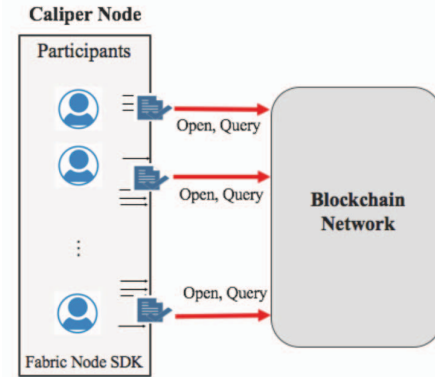 Caliper Node
Participants
Open, Query
Open, Query
Blockchain
Network
⋮
Open, Query
Fabric Node SDK